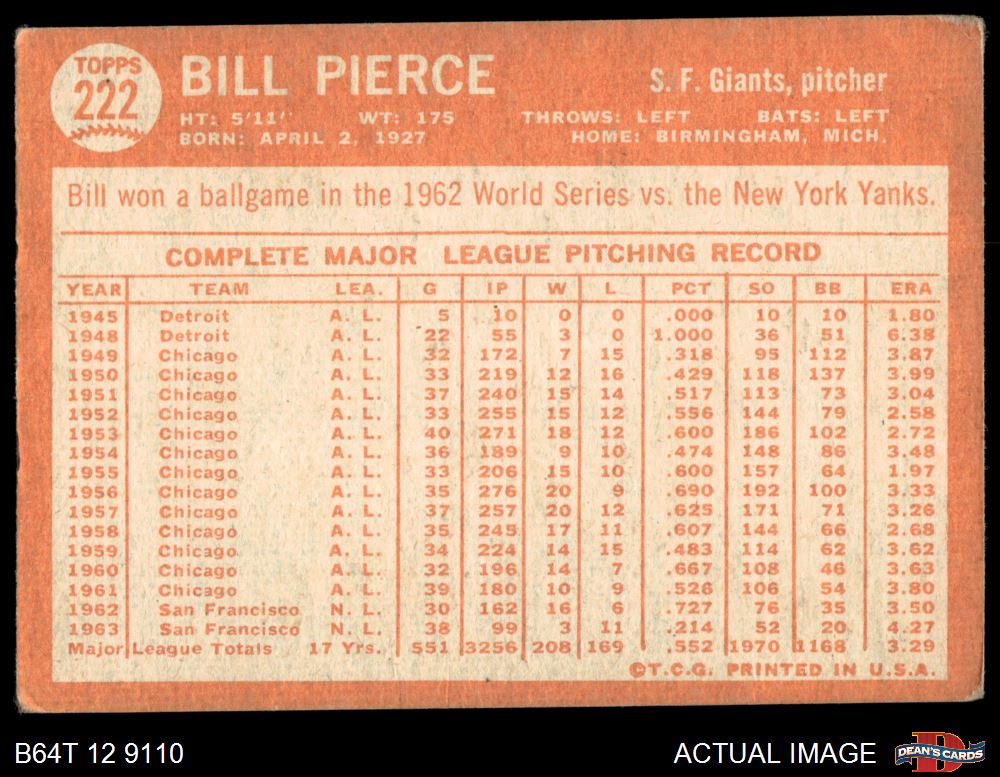 TOPPS
222
BILL PIERCE
S. F. Giants, pitcher
HT: 5'11" WT: 175 THROWS: LEFT BATS: LEFT
BORN: APRIL 2, 1927 HOME: BIRMINGHAM, MICH.
Bill won a ballgame in the 1962 World Series vs. the New York Yanks.
COMPLETE MAJOR LEAGUE PITCHING RECORD
YEAR TEAM LEA. G IP W L PCT SO BB ERA
1945 Detroit A. L. 5 10 0 0 .000 10 10 1.80
1948 Detroit A. L. 22 55 3 0 1.000 36 51 6.38
1949 Chicago A. L. 32 172 7 15 .318 95 112 3.87
1950 Chicago A. L. 33 219 12 16 .429 118 137 3.99
1951 Chicago A. L. 37 240 15 14 .517 113 73 3.04
1952 Chicago A. L. 33 255 15 12 .556 144 79 2.58
1953 Chicago A. L. 40 271 18 12 .600 186 102 2.72
1954 Chicago A. L. 36 189 9 10 .474 148 86 3.48
1955 Chicago A. L. 33 206 15 10 .600 157 64 1.97
1956 Chicago A. L. 35 276 20 9 .690 192 100 3.33
1957 Chicago A. L. 37 257 20 12 .625 171 71 3.26
1958 Chicago A. L. 35 245 17 11 .607 144 66 2.68
1959 Chicago A. L. 34 224 14 15 .483 114 62 3.62
1960 Chicago A. L. 32 196 14 7 .667 108 46 3.63
1961 Chicago A. L. 39 180 10 9 .526 106 54 3.80
1962 San Francisco N. L. 30 162 16 6 .727 76 35 3.50
1963 San Francisco N. L. 38 99 3 11 .214 52 20 4.27
Major League Totals 17 Yrs. 551 3256 208 169 .552 1970 1168 3.29
©T.C.G. PRINTED IN U.S.A.
B64T 12 9110
ACTUAL IMAGE
D
DEAN'S CARDS